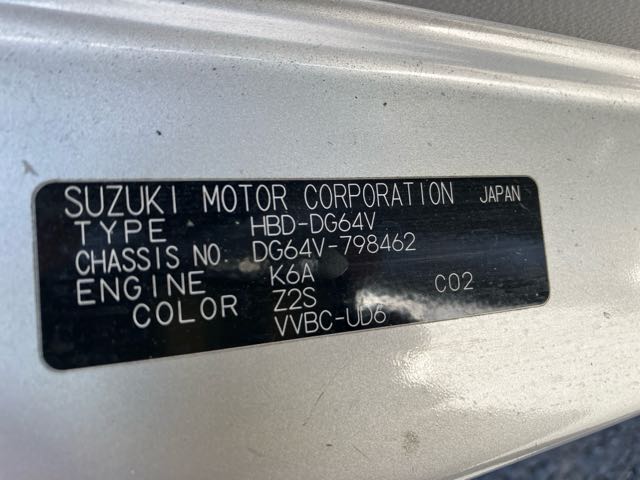 SUZUKI MOTOR CORPORATION JAPAN
TYPE HBD-DG64V
CHASSIS NO. DG64V-798462
ENGINE K6A C02
COLOR Z2S
VVBC-UD6